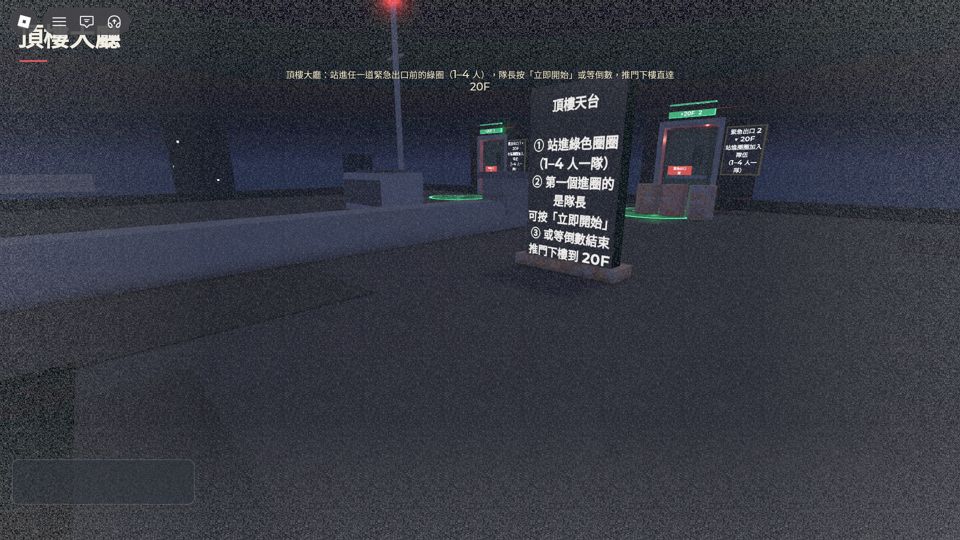 頂樓大廳
頂樓大廳：站進任一道緊急出口前的綠圈（1–4 人），隊長按「立即開始」或等倒數，推門下樓直達
20F
頂樓天台
① 站進綠色圈圈
（1–4 人一隊）
② 第一個進圈的
是隊長
可按「立即開始」
③ 或等倒數結束
推門下樓到 20F
緊急出口 2
站進圈圈加入
隊伍
（1–4 人一
隊）